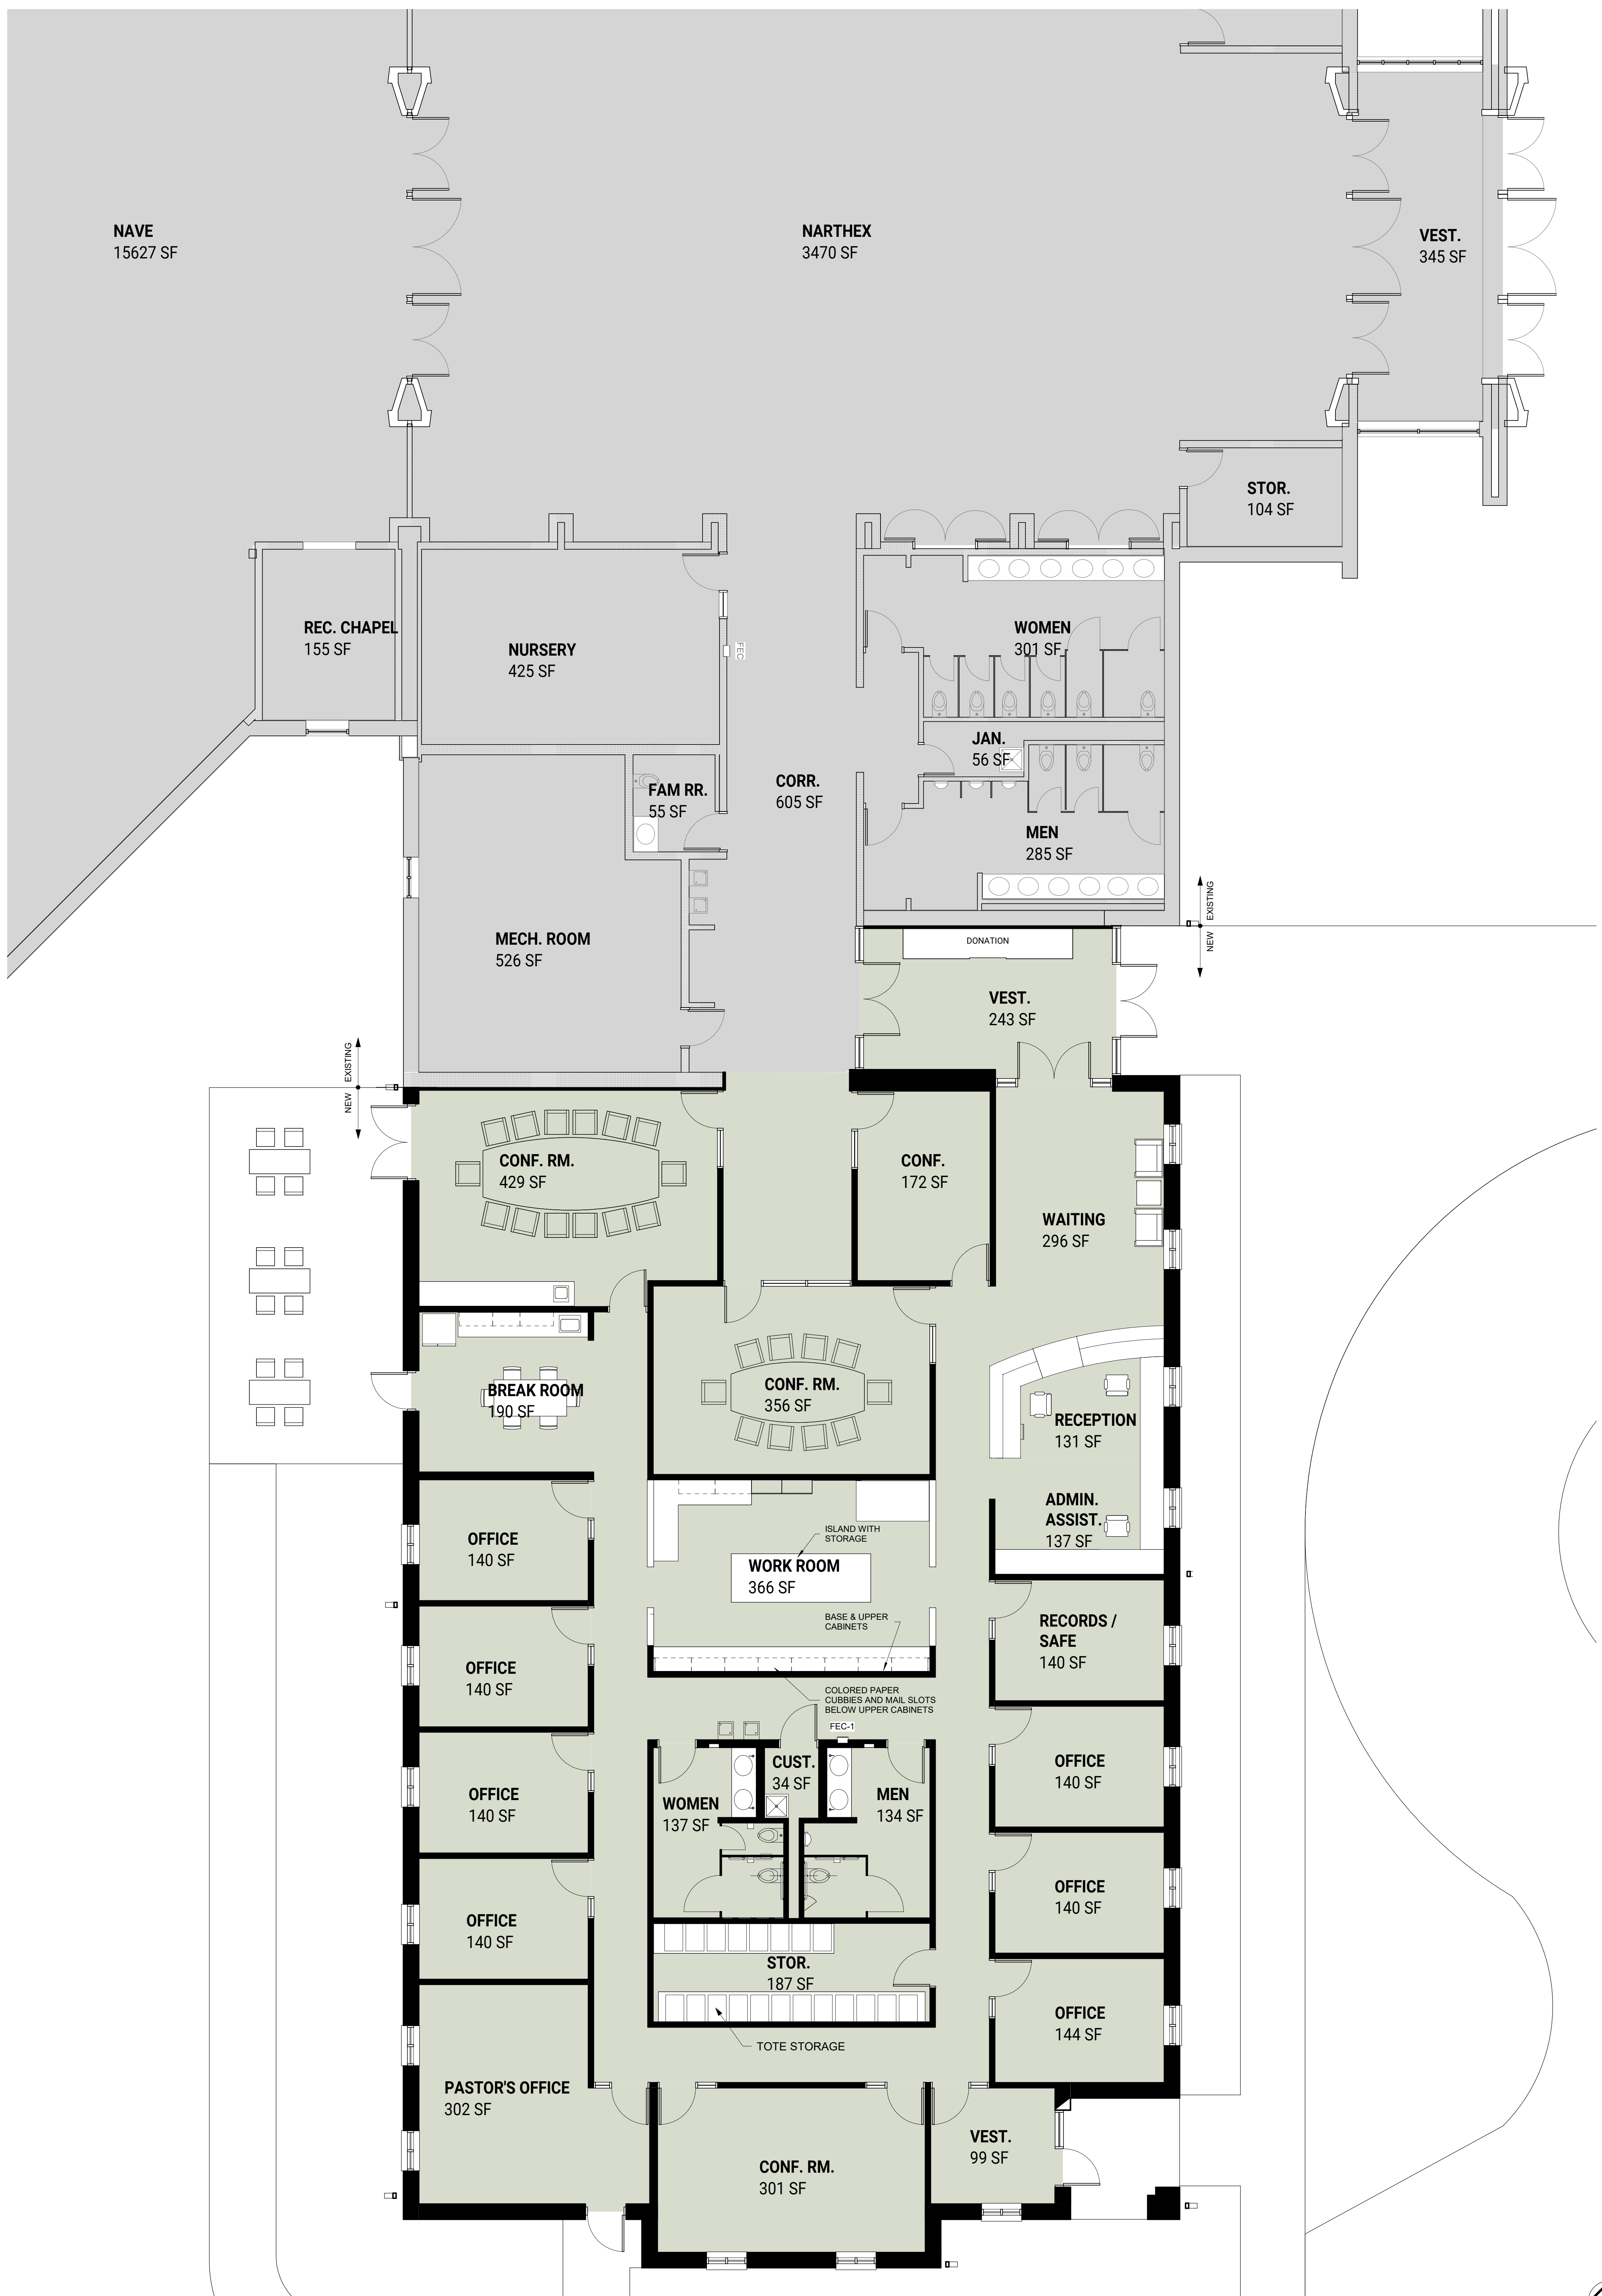 NAVE
15627 SF
NARTHEX
3470 SF
VEST.
345 SF
STOR.
104 SF
REC. CHAPEL
155 SF
NURSERY
425 SF
FEC
WOMEN
301 SF
JAN.
56 SF
FAM RR.
55 SF
CORR.
605 SF
MEN
285 SF
MECH. ROOM
526 SF
EXISTING
NEW
DONATION
VEST.
243 SF
EXISTING
NEW
CONF. RM.
429 SF
CONF.
172 SF
WAITING
296 SF
BREAK ROOM
190 SF
CONF. RM.
356 SF
RECEPTION
131 SF
ADMIN.
ASSIST.
137 SF
OFFICE
140 SF
ISLAND WITH
STORAGE
WORK ROOM
366 SF
BASE & UPPER
CABINETS
RECORDS /
SAFE
140 SF
OFFICE
140 SF
COLORED PAPER
CUBBIES AND MAIL SLOTS
BELOW UPPER CABINETS
FEC-1
OFFICE
140 SF
OFFICE
140 SF
WOMEN
137 SF
CUST.
34 SF
MEN
134 SF
OFFICE
140 SF
OFFICE
140 SF
STOR.
187 SF
TOTE STORAGE
OFFICE
144 SF
PASTOR'S OFFICE
302 SF
CONF. RM.
301 SF
VEST.
99 SF